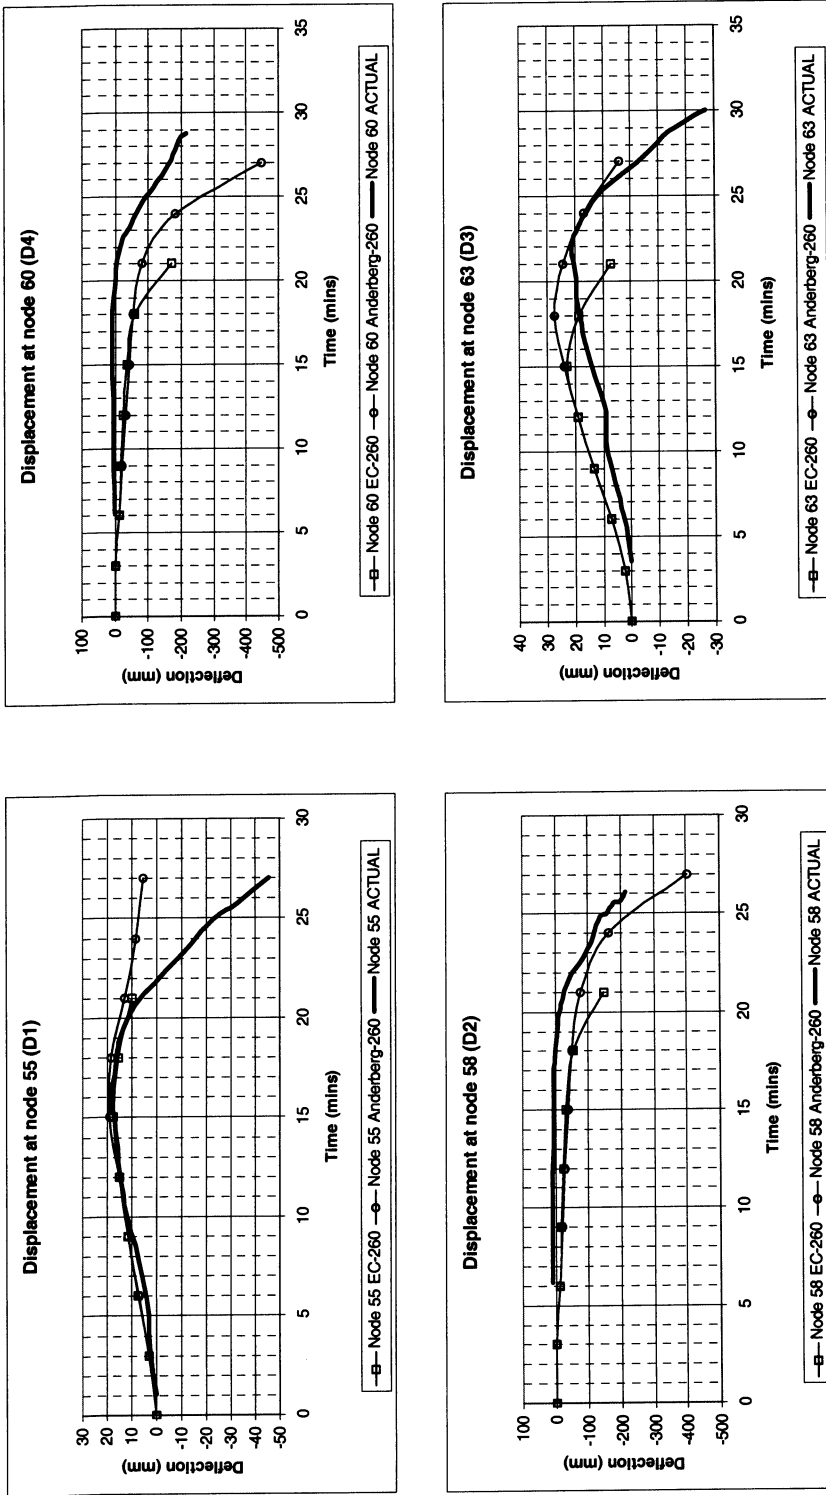 Displacement at node 55 (D1)
Deflection (mm)
30
20
10
0
-10
-20
-30
-40
-50
0 5 10 15 20 25 30
Time (mins)
Node 55 EC-260 Node 55 Anderberg-260 Node 55 ACTUAL
Displacement at node 60 (D4)
Deflection (mm)
100
0
-100
-200
-300
-400
-500
0 5 10 15 20 25 30 35
Time (mins)
Node 60 EC-260 Node 60 Anderberg-260 Node 60 ACTUAL
Displacement at node 58 (D2)
Deflection (mm)
100
0
-100
-200
-300
-400
-500
0 5 10 15 20 25 30
Time (mins)
Node 58 EC-260 Node 58 Anderberg-260 Node 58 ACTUAL
Displacement at node 63 (D3)
Deflection (mm)
40
30
20
10
0
-10
-20
-30
0 5 10 15 20 25 30 35
Time (mins)
Node 63 EC-260 Node 63 Anderberg-260 Node 63 ACTUAL